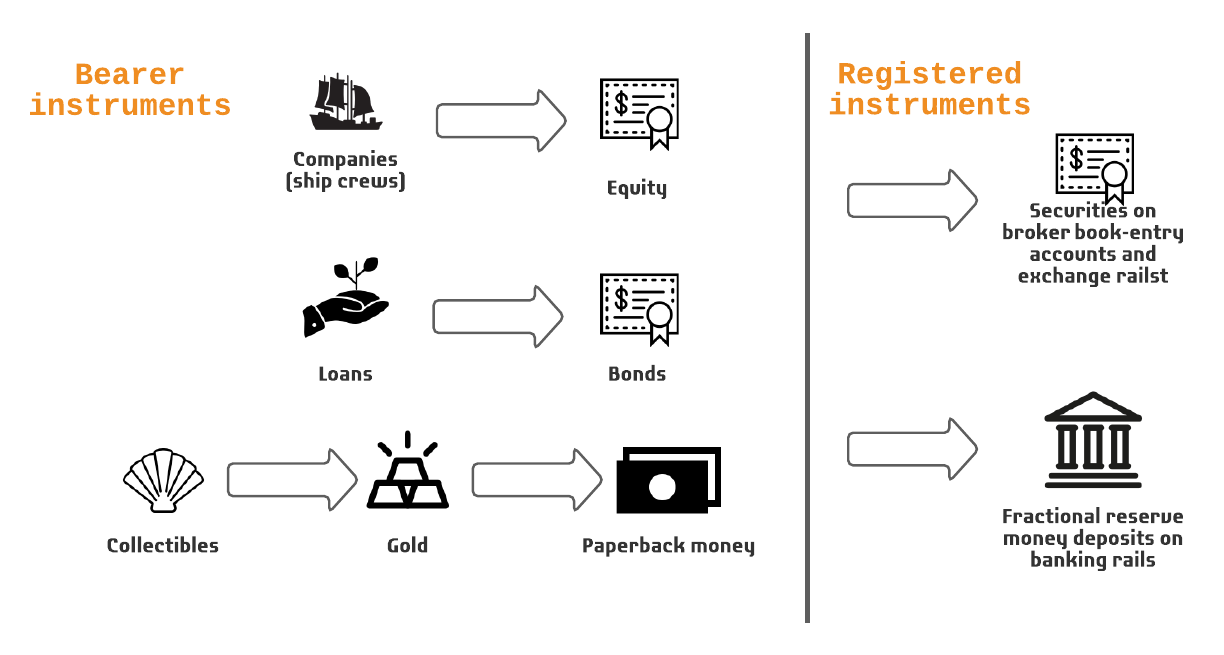 Bearer
instruments
Companies
(ship crews)
$
Equity
Loans
$
Bonds
Collectibles
Gold
Paperback money
Registered
instruments
$
Securities on
broker book-entry
accounts and
exchange railst
Fractional reserve
money deposits on
banking rails